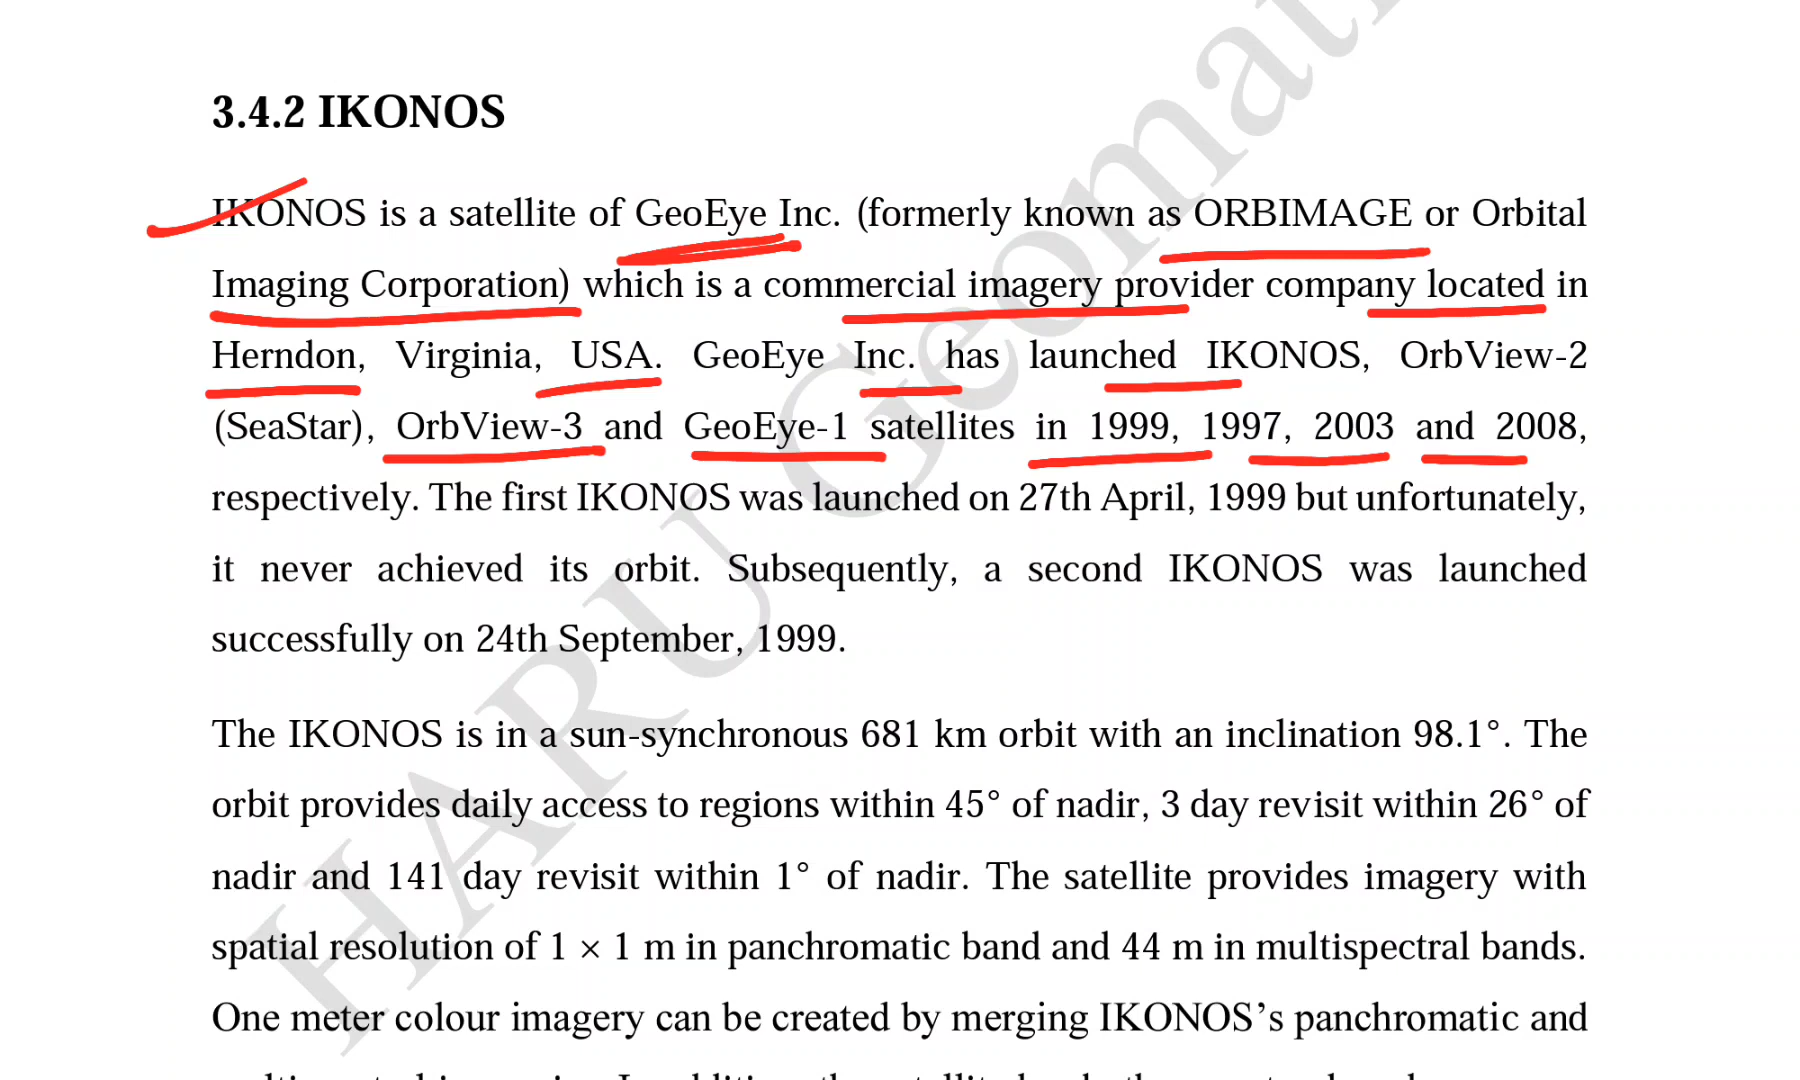 3.4.2 IKONOS
IKONOS is a satellite of GeoEye Inc. (formerly known as ORBIMAGE or Orbital
Imaging Corporation) which is a commercial imagery provider company located in
Herndon, Virginia, USA. GeoEye Inc. has launched IKONOS, OrbView-2
(SeaStar), OrbView-3 and GeoEye-1 satellites in 1999, 1997, 2003 and 2008,
respectively. The first IKONOS was launched on 27th April, 1999 but unfortunately,
it never achieved its orbit. Subsequently, a second IKONOS was launched
successfully on 24th September, 1999.
The IKONOS is in a sun-synchronous 681 km orbit with an inclination 98.1°. The
orbit provides daily access to regions within 45° of nadir, 3 day revisit within 26° of
nadir and 141 day revisit within 1° of nadir. The satellite provides imagery with
spatial resolution of 1 × 1 m in panchromatic band and 44 m in multispectral bands.
One meter colour imagery can be created by merging IKONOS’s panchromatic and
HARU Geomati